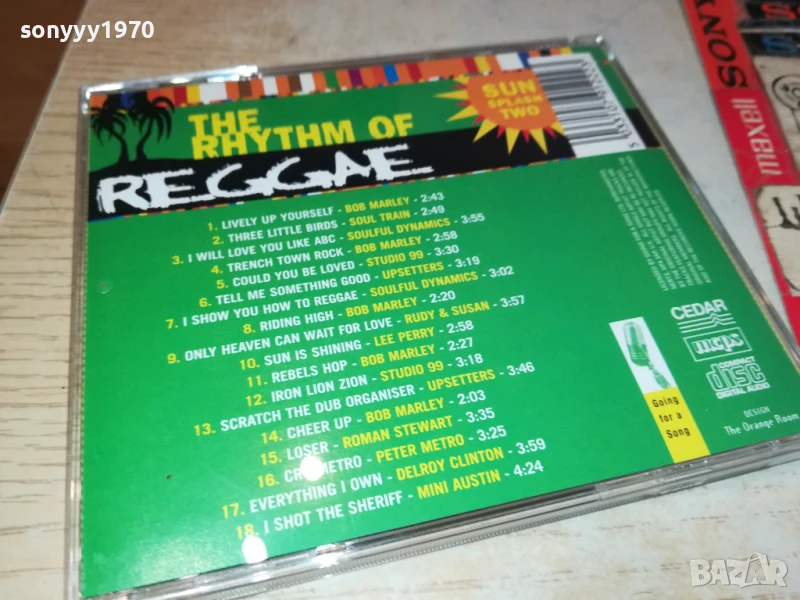 sonyyy1970
SUN
SPLASH
TWO
THE
RHYTHM OF
REGGAE
1. LIVELY UP YOURSELF - BOB MARLEY - 2:43
2. THREE LITTLE BIRDS - SOUL TRAIN - 2:49
3. I WILL LOVE YOU LIKE ABC - SOULFUL DYNAMICS - 3:55
4. TRENCH TOWN ROCK - BOB MARLEY - 2:58
5. COULD YOU BE LOVED - STUDIO 99 - 3:30
6. TELL ME SOMETHING GOOD - UPSETTERS - 3:19
7. I SHOW YOU HOW TO REGGAE - SOULFUL DYNAMICS - 3:02
8. RIDING HIGH - BOB MARLEY - 2:20
9. ONLY HEAVEN CAN WAIT FOR LOVE - RUDY & SUSAN - 3:57
10. SUN IS SHINING - LEE PERRY - 2:58
11. REBELS HOP - BOB MARLEY - 2:27
12. IRON LION ZION - STUDIO 99 - 3:18
13. SCRATCH THE DUB ORGANISER - UPSETTERS - 3:46
14. CHEER UP - BOB MARLEY - 2:03
15. LOSER - ROMAN STEWART - 3:35
16. METRO - PETER METRO - 3:25
17. EVERYTHING I OWN - DELROY CLINTON - 3:59
18. I SHOT THE SHERIFF - MINI AUSTIN - 4:24
Going
for a
Song
CEDAR
mcps
COMPACT
disc
DIGITAL AUDIO
DESIGN
The Orange Room
SONY
maxell
BAZAR